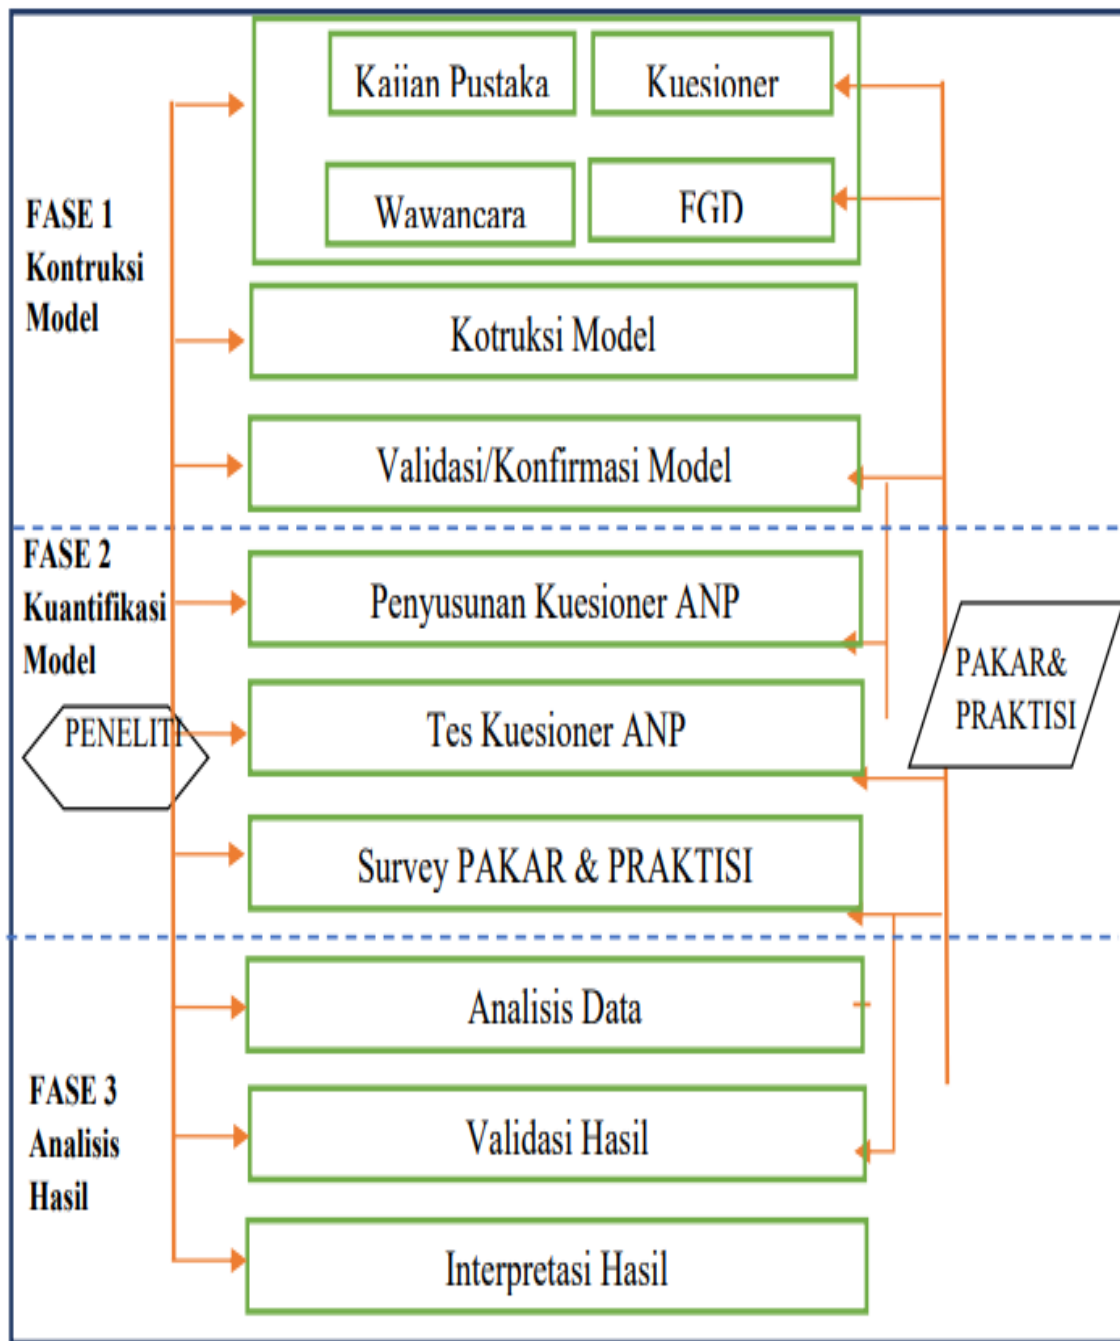 Kajian Pustaka
Kuesioner
Wawancara
FGD
FASE 1
Kontruksi
Model
Kotruksi Model
Validasi/Konfirmasi Model
FASE 2
Kuantifikasi
Model
Penyusunan Kuesioner ANP
PAKAR&
PRAKTISI
PENELITI
Tes Kuesioner ANP
Survey PAKAR & PRAKTISI
Analisis Data
FASE 3
Analisis
Hasil
Validasi Hasil
Interpretasi Hasil